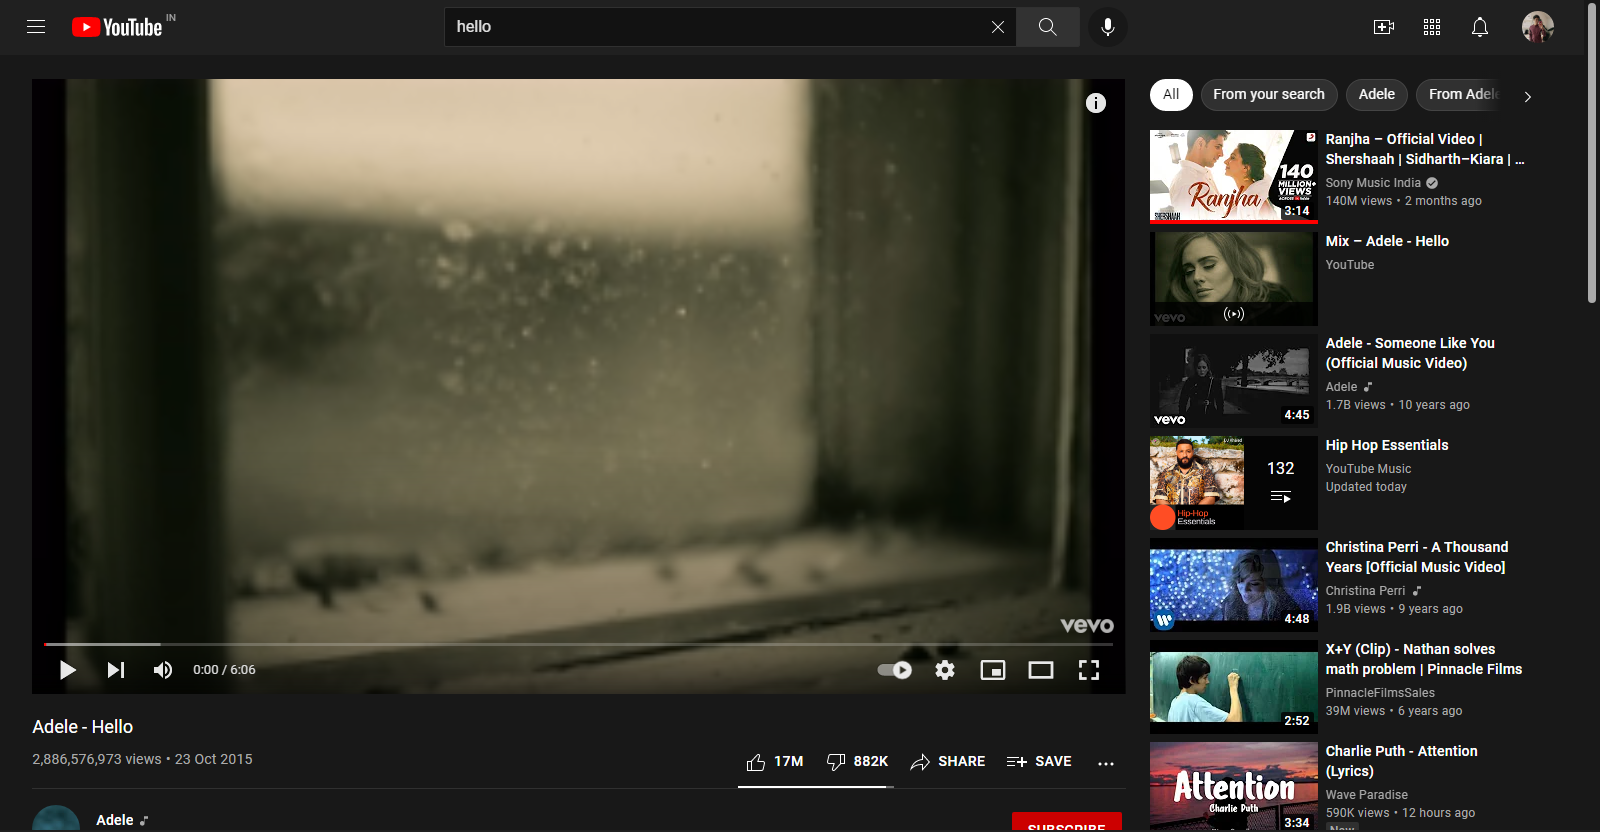 YouTube IN
hello
i
vevo
0:00 / 6:06
Adele - Hello
2,886,576,973 views • 23 Oct 2015
17M
882K
SHARE
SAVE
Adele
SUBSCRIBE
All
From your search
Adele
From Adele
140
MILLION+
VIEWS
Ranjha
SHERSHAAH
3:14
Ranjha – Official Video |
Shershaah | Sidharth–Kiara | ...
Sony Music India
140M views • 2 months ago
vevo
Mix – Adele - Hello
YouTube
vevo
4:45
Adele - Someone Like You
(Official Music Video)
Adele
1.7B views • 10 years ago
Hip-Hop
Essentials
132
Hip Hop Essentials
YouTube Music
Updated today
4:48
Christina Perri - A Thousand
Years [Official Music Video]
Christina Perri
1.9B views • 9 years ago
2:52
X+Y (Clip) - Nathan solves
math problem | Pinnacle Films
PinnacleFilmsSales
39M views • 6 years ago
Attention
Charlie Puth
3:34
Charlie Puth - Attention
(Lyrics)
Wave Paradise
590K views • 12 hours ago
New